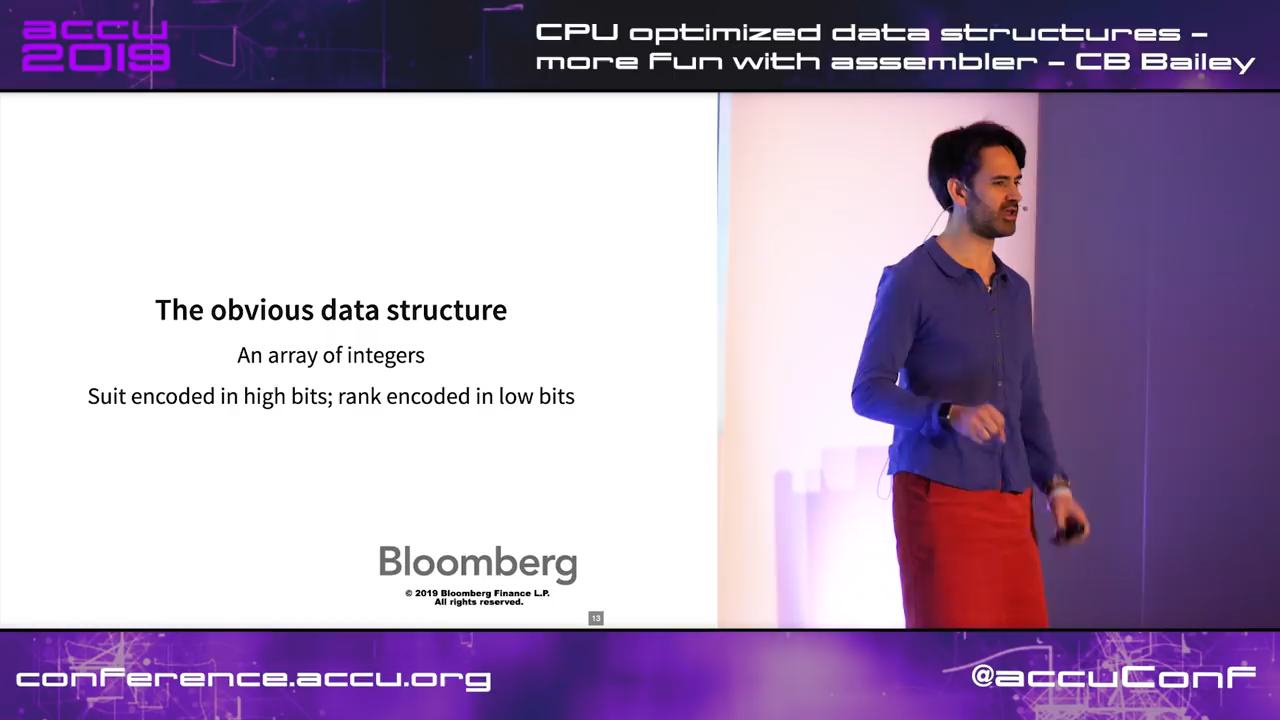 accu
2019
CPU optimized data structures –
more fun with assembler – CB Bailey
The obvious data structure
An array of integers
Suit encoded in high bits; rank encoded in low bits
Bloomberg
© 2019 Bloomberg Finance L.P.
All rights reserved.
13
conference.accu.org
@accuConf